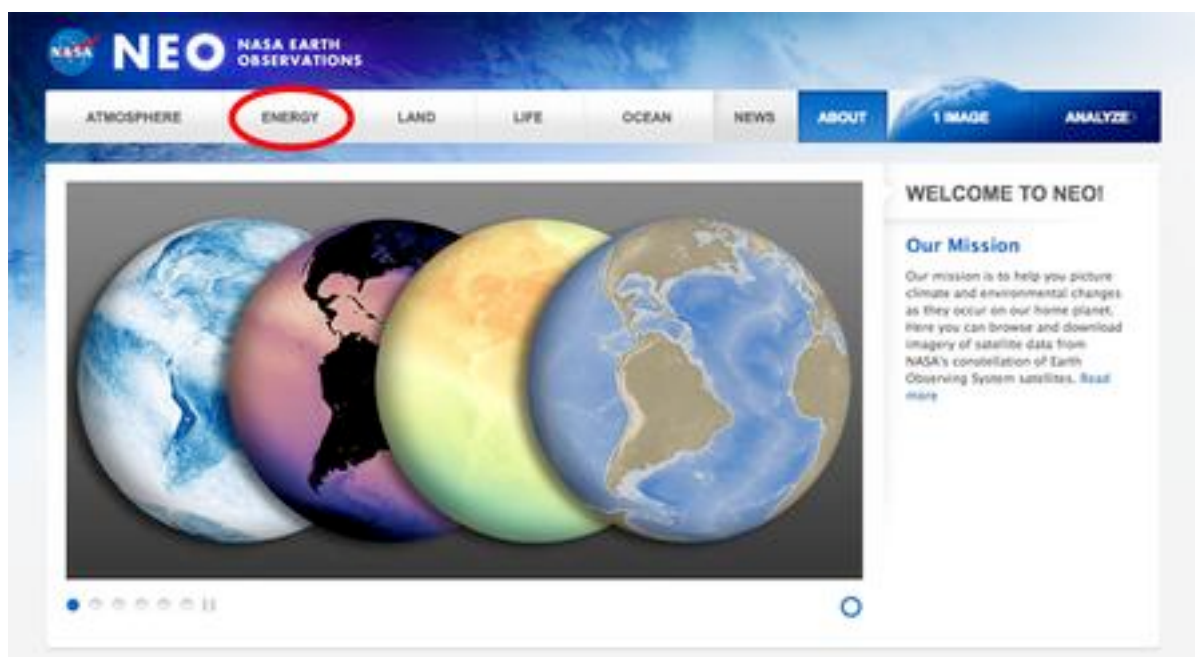 NASA NEO NASA EARTH
OBSERVATIONS
ATMOSPHERE ENERGY LAND LIFE OCEAN NEWS ABOUT 1 IMAGE ANALYZE
WELCOME TO NEO!
Our Mission
Our mission is to help you picture
climate and environmental changes
as they occur on our home planet.
Here you can browse and download
imagery of satellite data from
NASA's constellation of Earth
Observing System satellites. Read
more